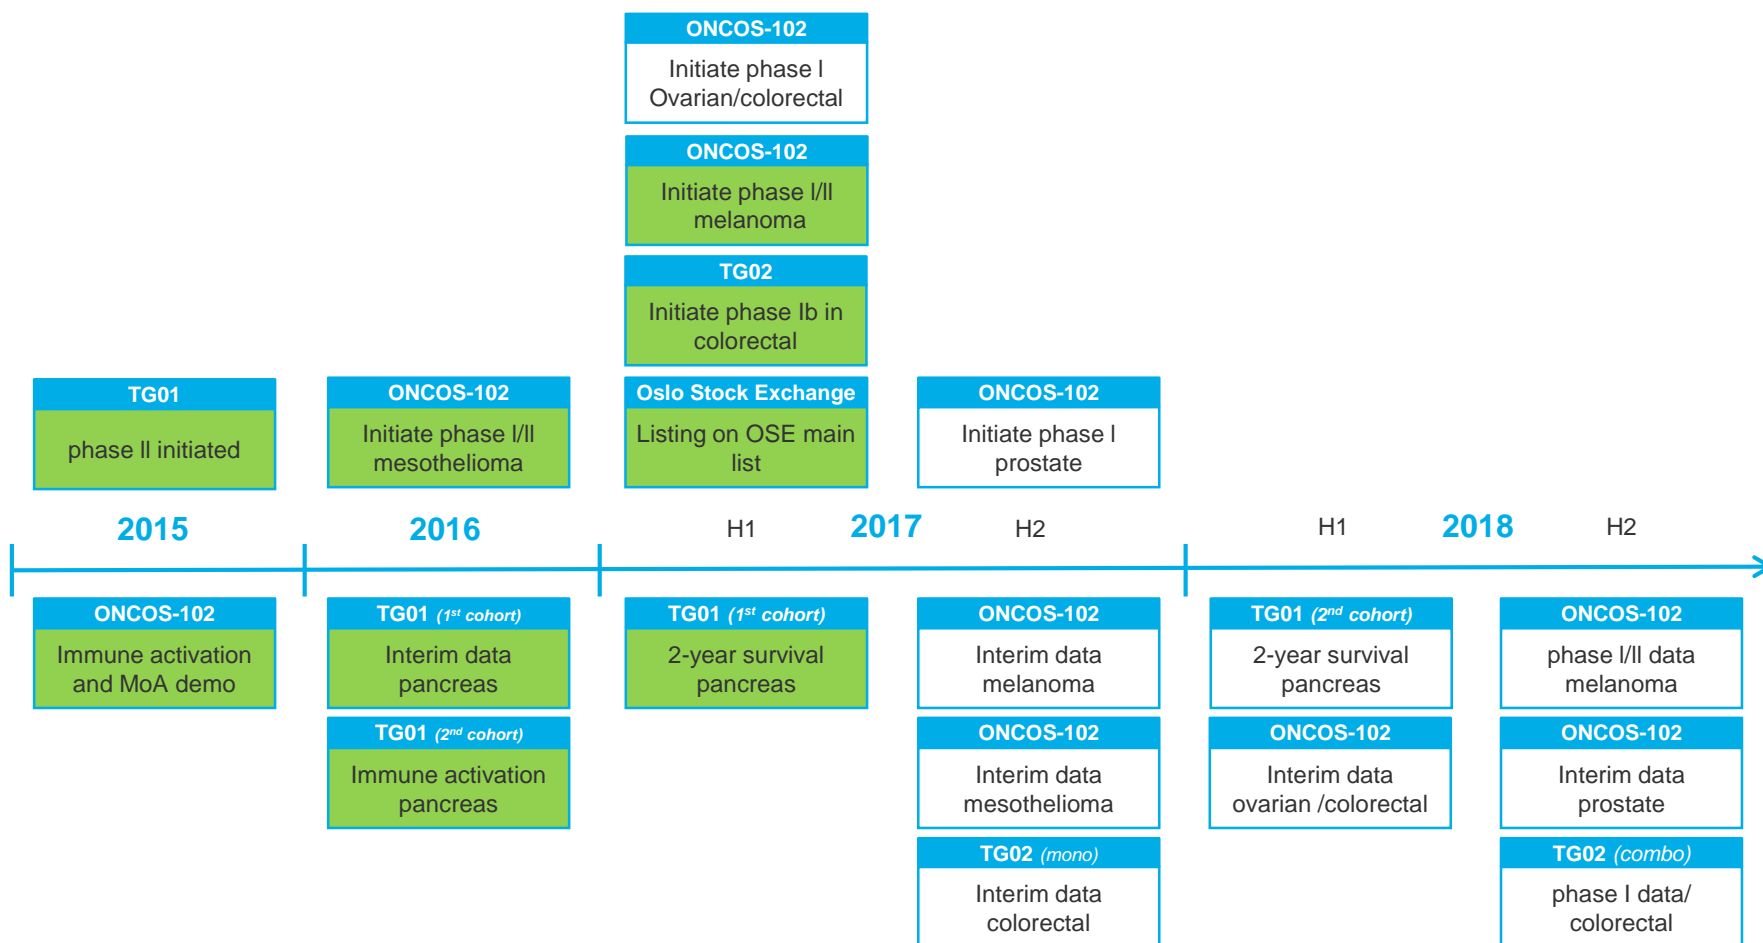 ONCOS-102
Initiate phase I
Ovarian/colorectal
ONCOS-102
Initiate phase I/II
melanoma
TG02
Initiate phase Ib in
colorectal
TG01
phase II initiated
ONCOS-102
Initiate phase I/II
mesothelioma
Oslo Stock Exchange
Listing on OSE main
list
ONCOS-102
Initiate phase I
prostate
2015
2016
H1
2017
H2
H1
2018
H2
ONCOS-102
Immune activation
and MoA demo
TG01 (1st cohort)
Interim data
pancreas
TG01 (2nd cohort)
Immune activation
pancreas
TG01 (1st cohort)
2-year survival
pancreas
ONCOS-102
Interim data
melanoma
ONCOS-102
Interim data
mesothelioma
TG02 (mono)
Interim data
colorectal
TG01 (2nd cohort)
2-year survival
pancreas
ONCOS-102
Interim data
ovarian /colorectal
ONCOS-102
phase I/II data
melanoma
ONCOS-102
Interim data
prostate
TG02 (combo)
phase I data/
colorectal